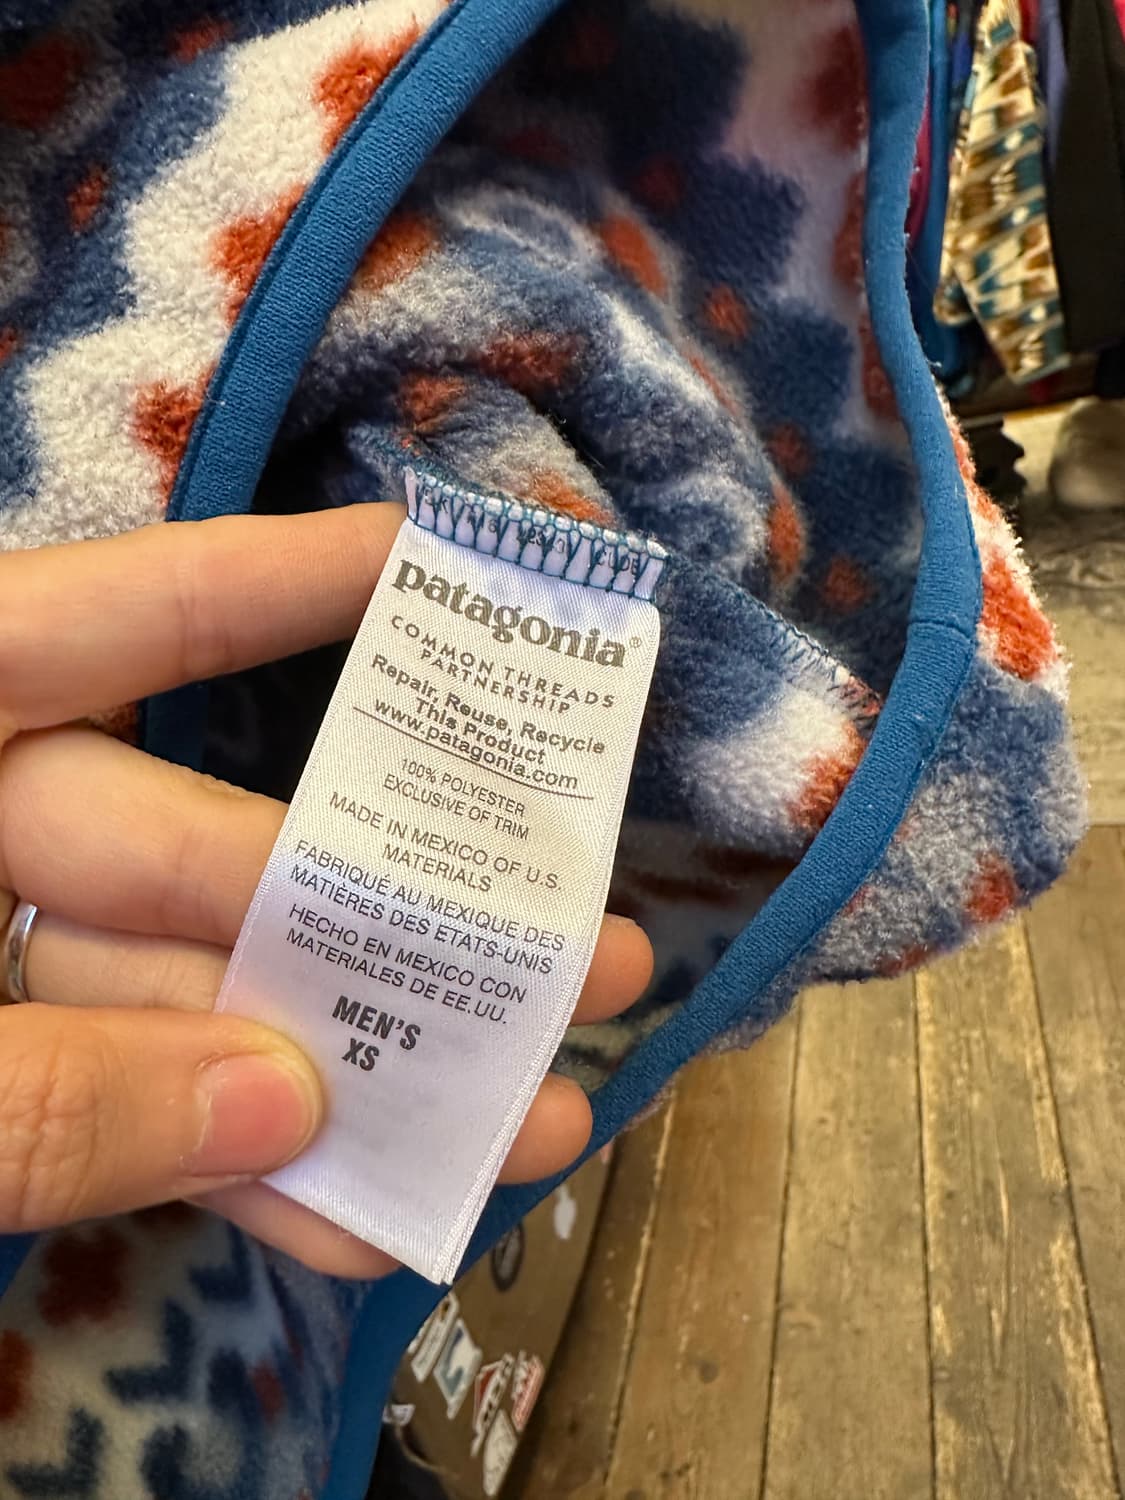 patagonia®
COMMON THREADS
PARTNERSHIP
Repair, Reuse, Recycle
This Product
www.patagonia.com
100% POLYESTER
EXCLUSIVE OF TRIM
MADE IN MEXICO OF U.S.
MATERIALS
FABRIQUÉ AU MEXIQUE DES
MATIÈRES DES ETATS-UNIS
HECHO EN MEXICO CON
MATERIALES DE EE.UU.
MEN'S
XS